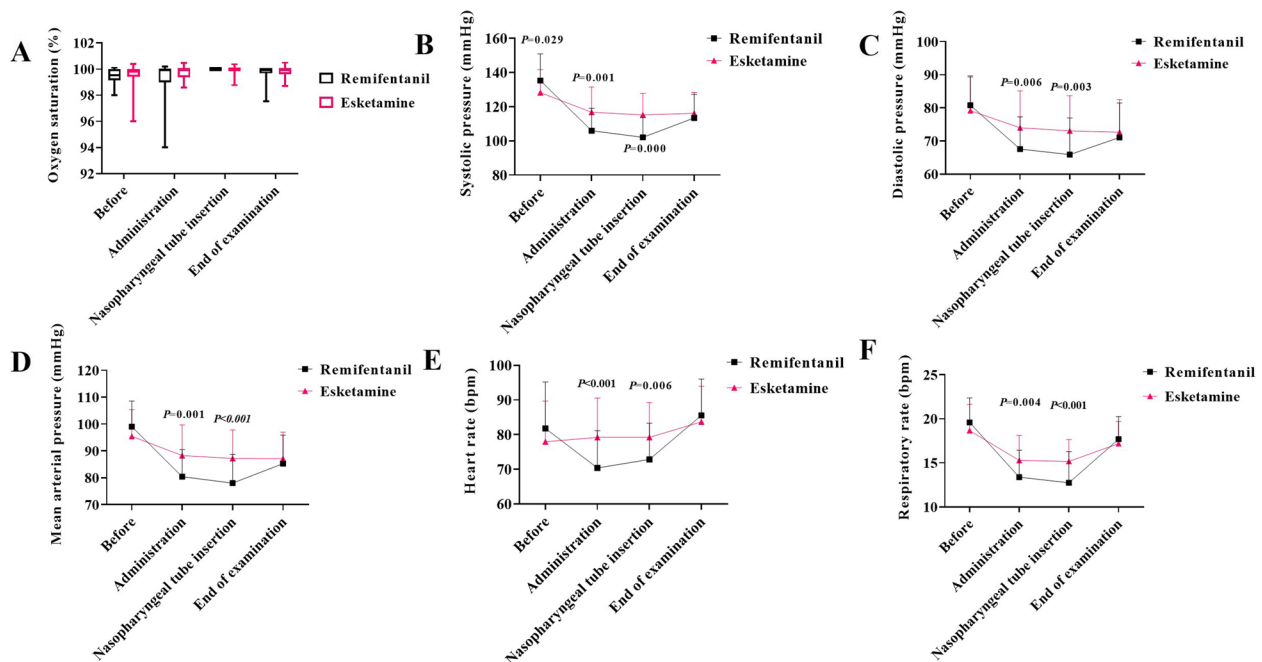 A
Oxygen saturation (%)
102
100
98
96
94
92
Before
Administration
Nasopharyngeal tube insertion
End of examination
Remifentanil
Esketamine
B
Systolic pressure (mmHg)
160
140
120
100
80
P=0.029
P=0.001
P=0.000
Before
Administration
Nasopharyngeal tube insertion
End of examination
Remifentanil
Esketamine
C
Diastolic pressure (mmHg)
100
90
80
70
60
P=0.006
P=0.003
Before
Administration
Nasopharyngeal tube insertion
End of examination
Remifentanil
Esketamine
D
Mean arterial pressure (mmHg)
120
110
100
90
80
70
P=0.001
P<0.001
Before
Administration
Nasopharyngeal tube insertion
End of examination
Remifentanil
Esketamine
E
Heart rate (bpm)
100
90
80
70
60
P<0.001
P=0.006
Before
Administration
Nasopharyngeal tube insertion
End of examination
Remifentanil
Esketamine
F
Respiratory rate (bpm)
25
20
15
10
P=0.004
P<0.001
Before
Administration
Nasopharyngeal tube insertion
End of examination
Remifentanil
Esketamine